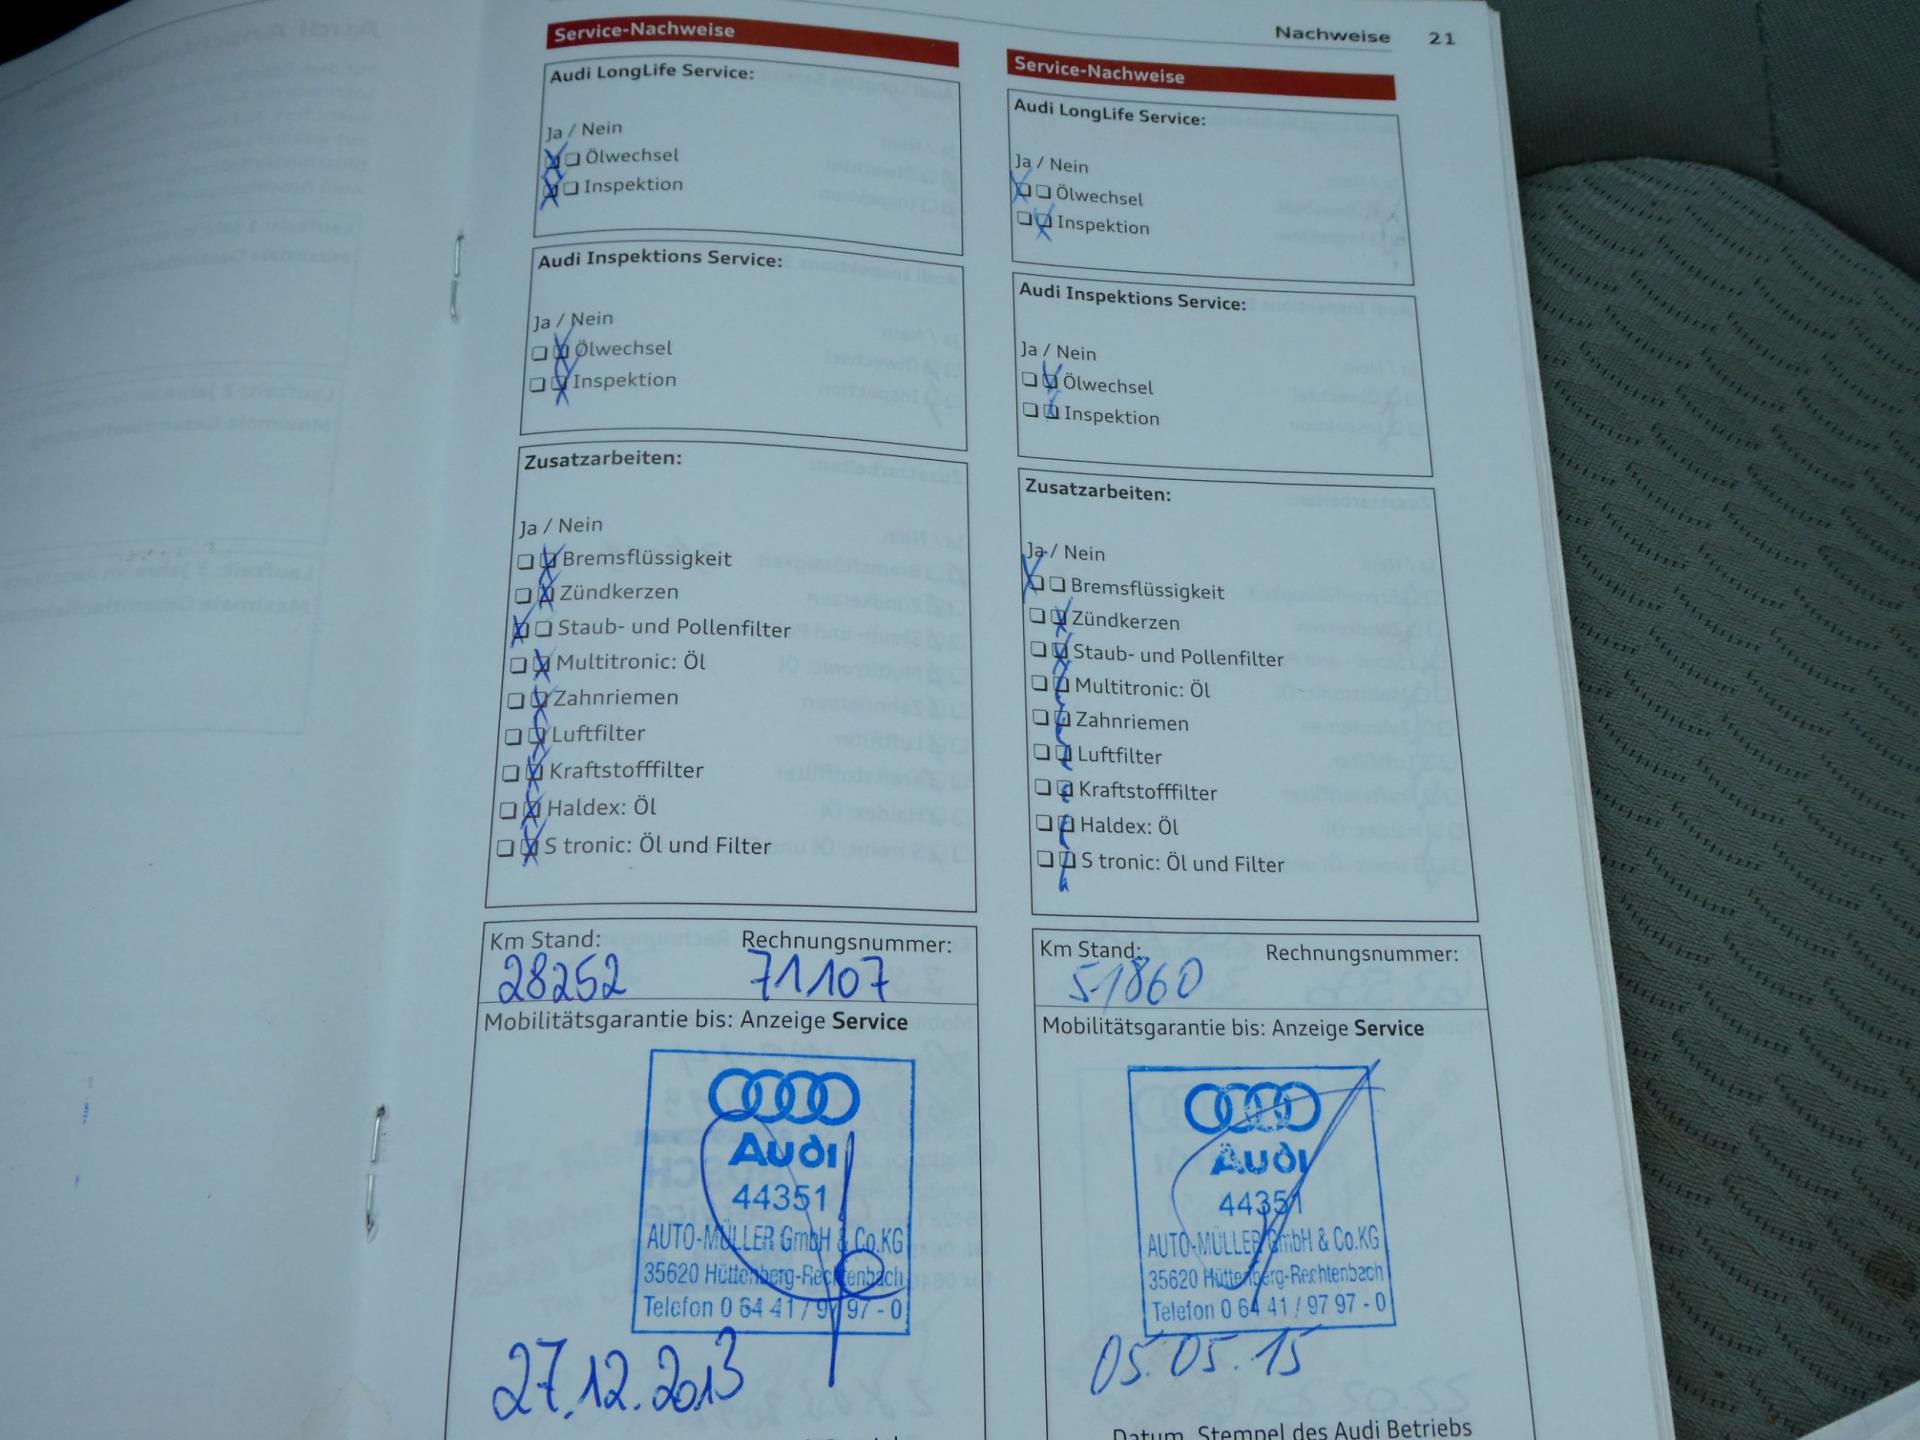 Nachweise 21
Service-Nachweise
Audi LongLife Service:
Ja / Nein
Ölwechsel
Inspektion
Audi Inspektions Service:
Ja / Nein
Ölwechsel
Inspektion
Zusatzarbeiten:
Ja / Nein
Bremsflüssigkeit
Zündkerzen
Staub- und Pollenfilter
Multitronic: Öl
Zahnriemen
Luftfilter
Kraftstofffilter
Haldex: Öl
S tronic: Öl und Filter
Km Stand: Rechnungsnummer:
28252 71107
Mobilitätsgarantie bis: Anzeige Service
Audi
44351
AUTO-MÜLLER GmbH & Co.KG
35620 Hüttenberg-Rechtenbach
Telefon 0 64 41 / 97 97 - 0
27.12.2013
Service-Nachweise
Audi LongLife Service:
Ja / Nein
Ölwechsel
Inspektion
Audi Inspektions Service:
Ja / Nein
Ölwechsel
Inspektion
Zusatzarbeiten:
Ja / Nein
Bremsflüssigkeit
Zündkerzen
Staub- und Pollenfilter
Multitronic: Öl
Zahnriemen
Luftfilter
Kraftstofffilter
Haldex: Öl
S tronic: Öl und Filter
Km Stand: Rechnungsnummer:
51860
Mobilitätsgarantie bis: Anzeige Service
Audi
44351
AUTO-MÜLLER GmbH & Co.KG
35620 Hüttenberg-Rechtenbach
Telefon 0 64 41 / 97 97 - 0
05.05.15
Datum, Stempel des Audi Betriebs